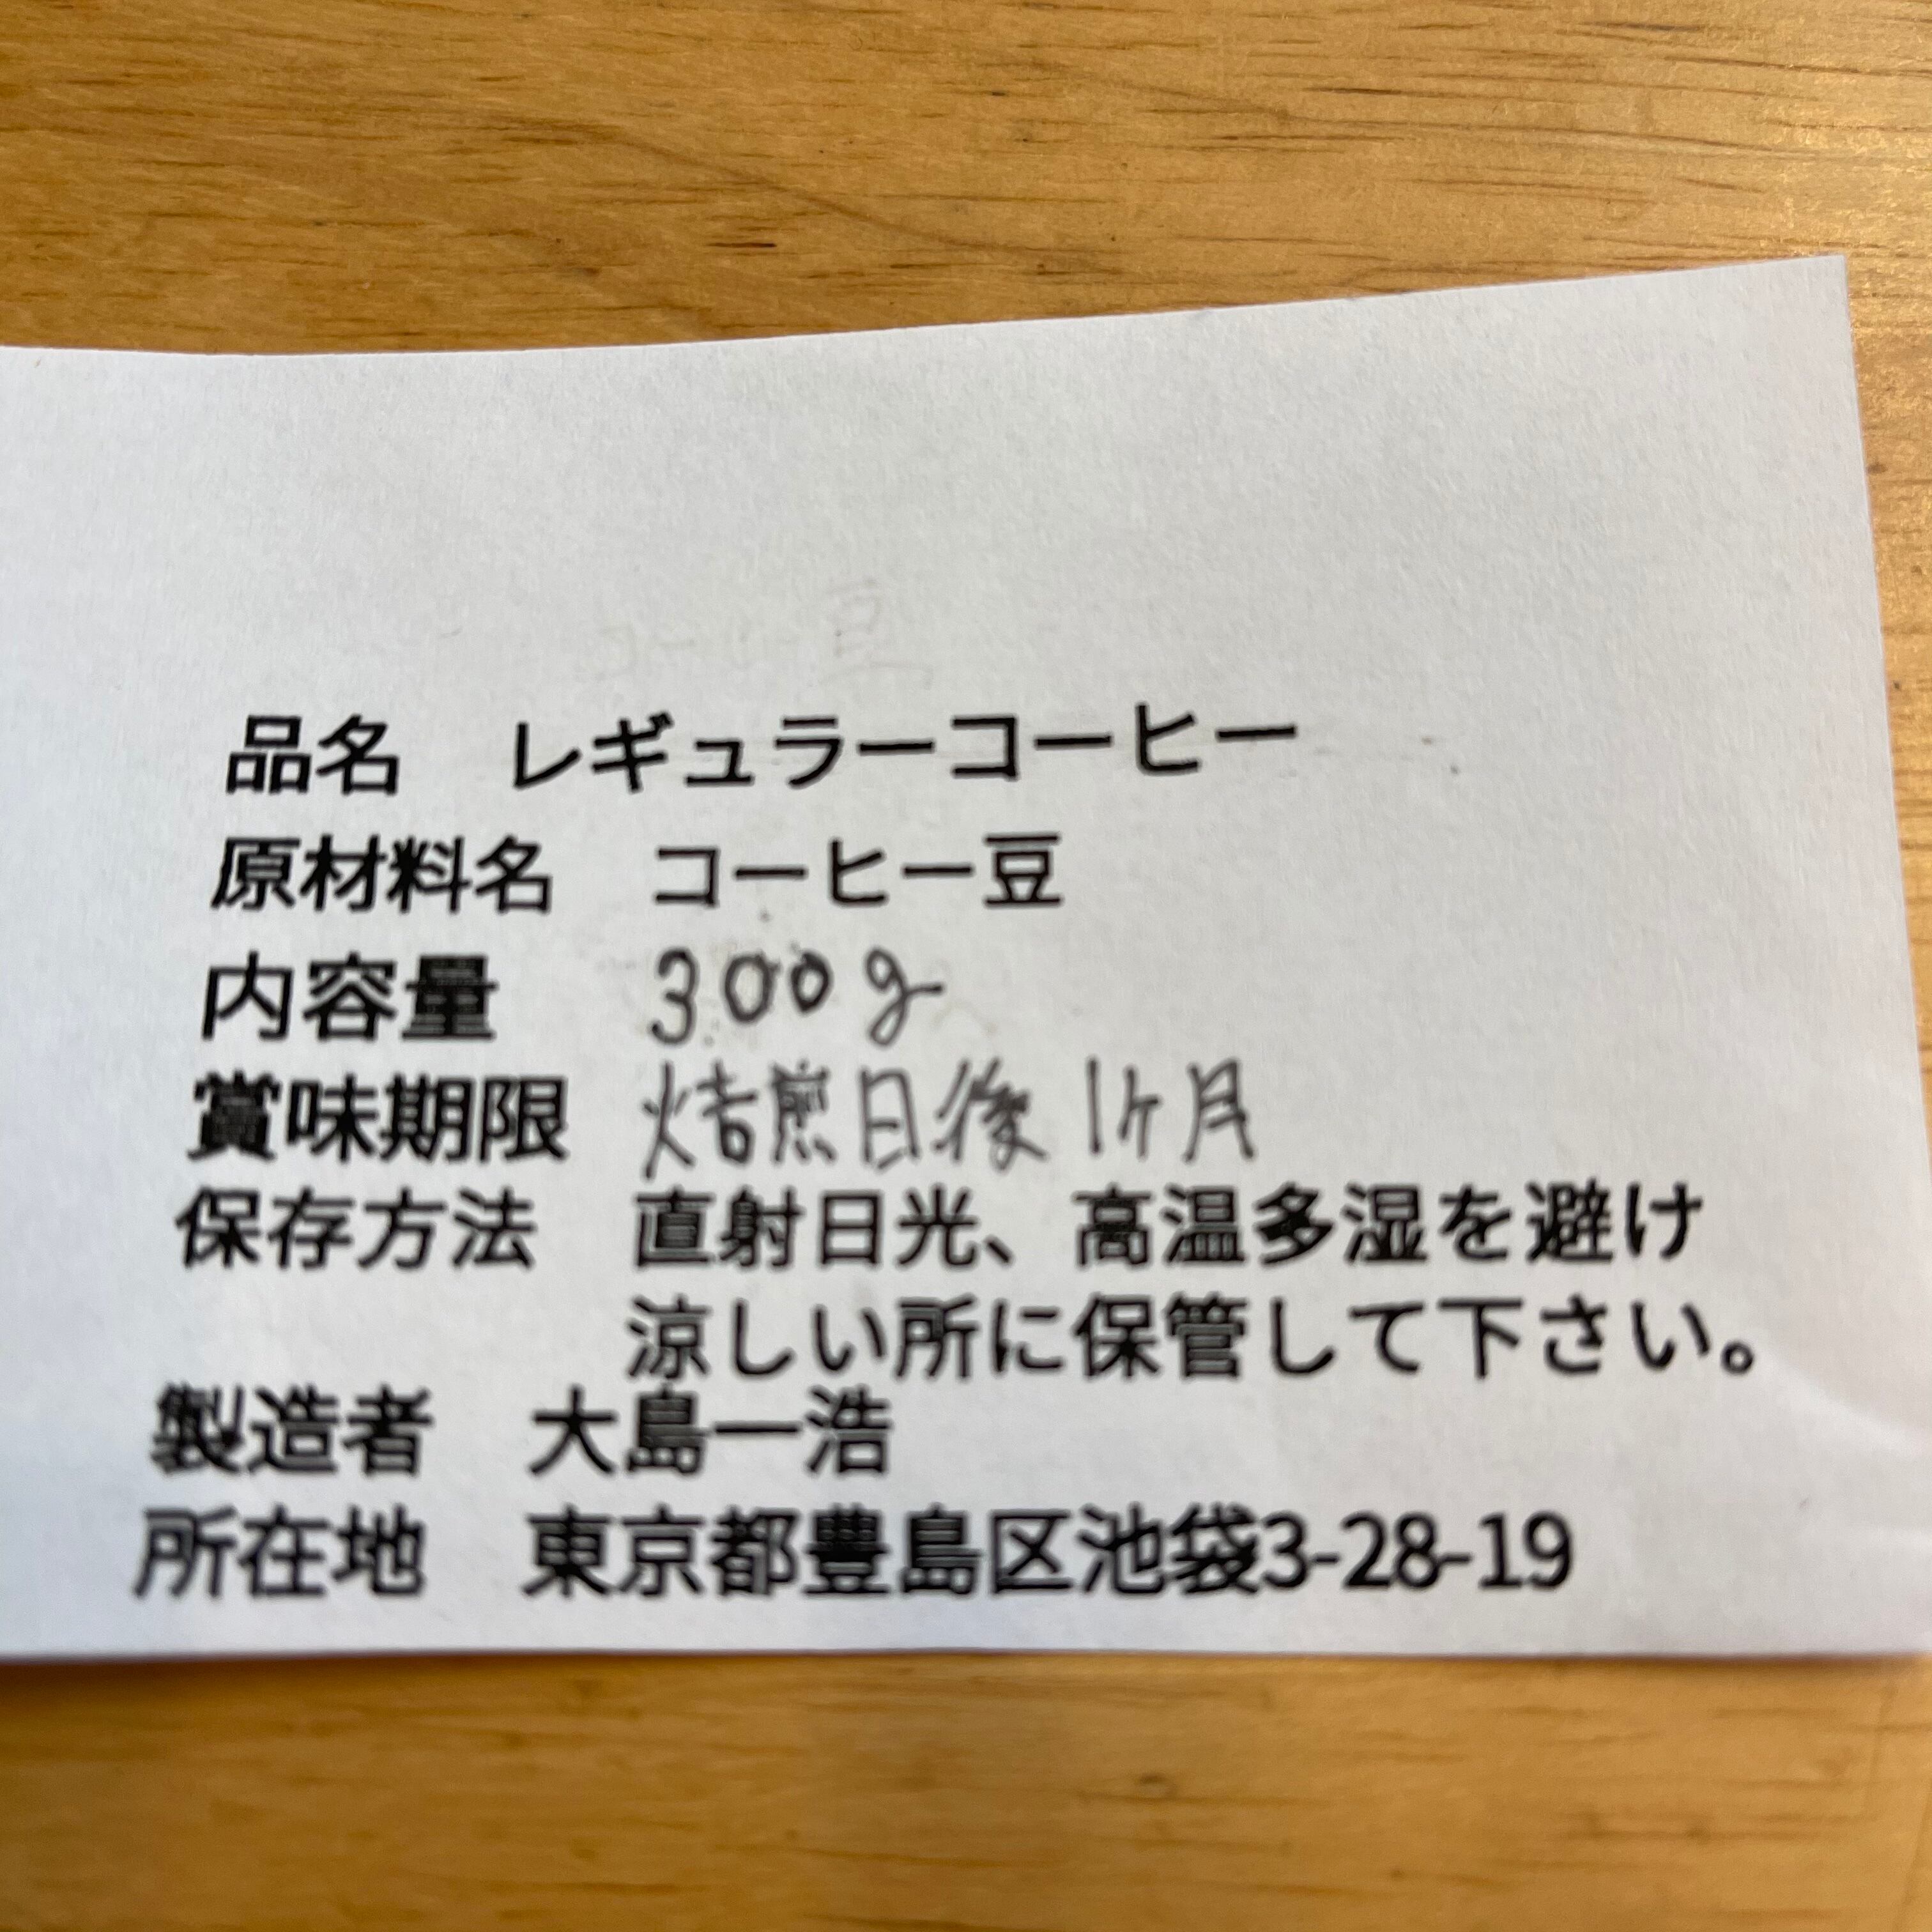 品名 レギュラーコーヒー
原材料名 コーヒー豆
内容量 300g
賞味期限 焙煎日後 1ヶ月
保存方法 直射日光、高温多湿を避け
涼しい所に保管して下さい。
製造者 大島一浩
所在地 東京都豊島区池袋3-28-19